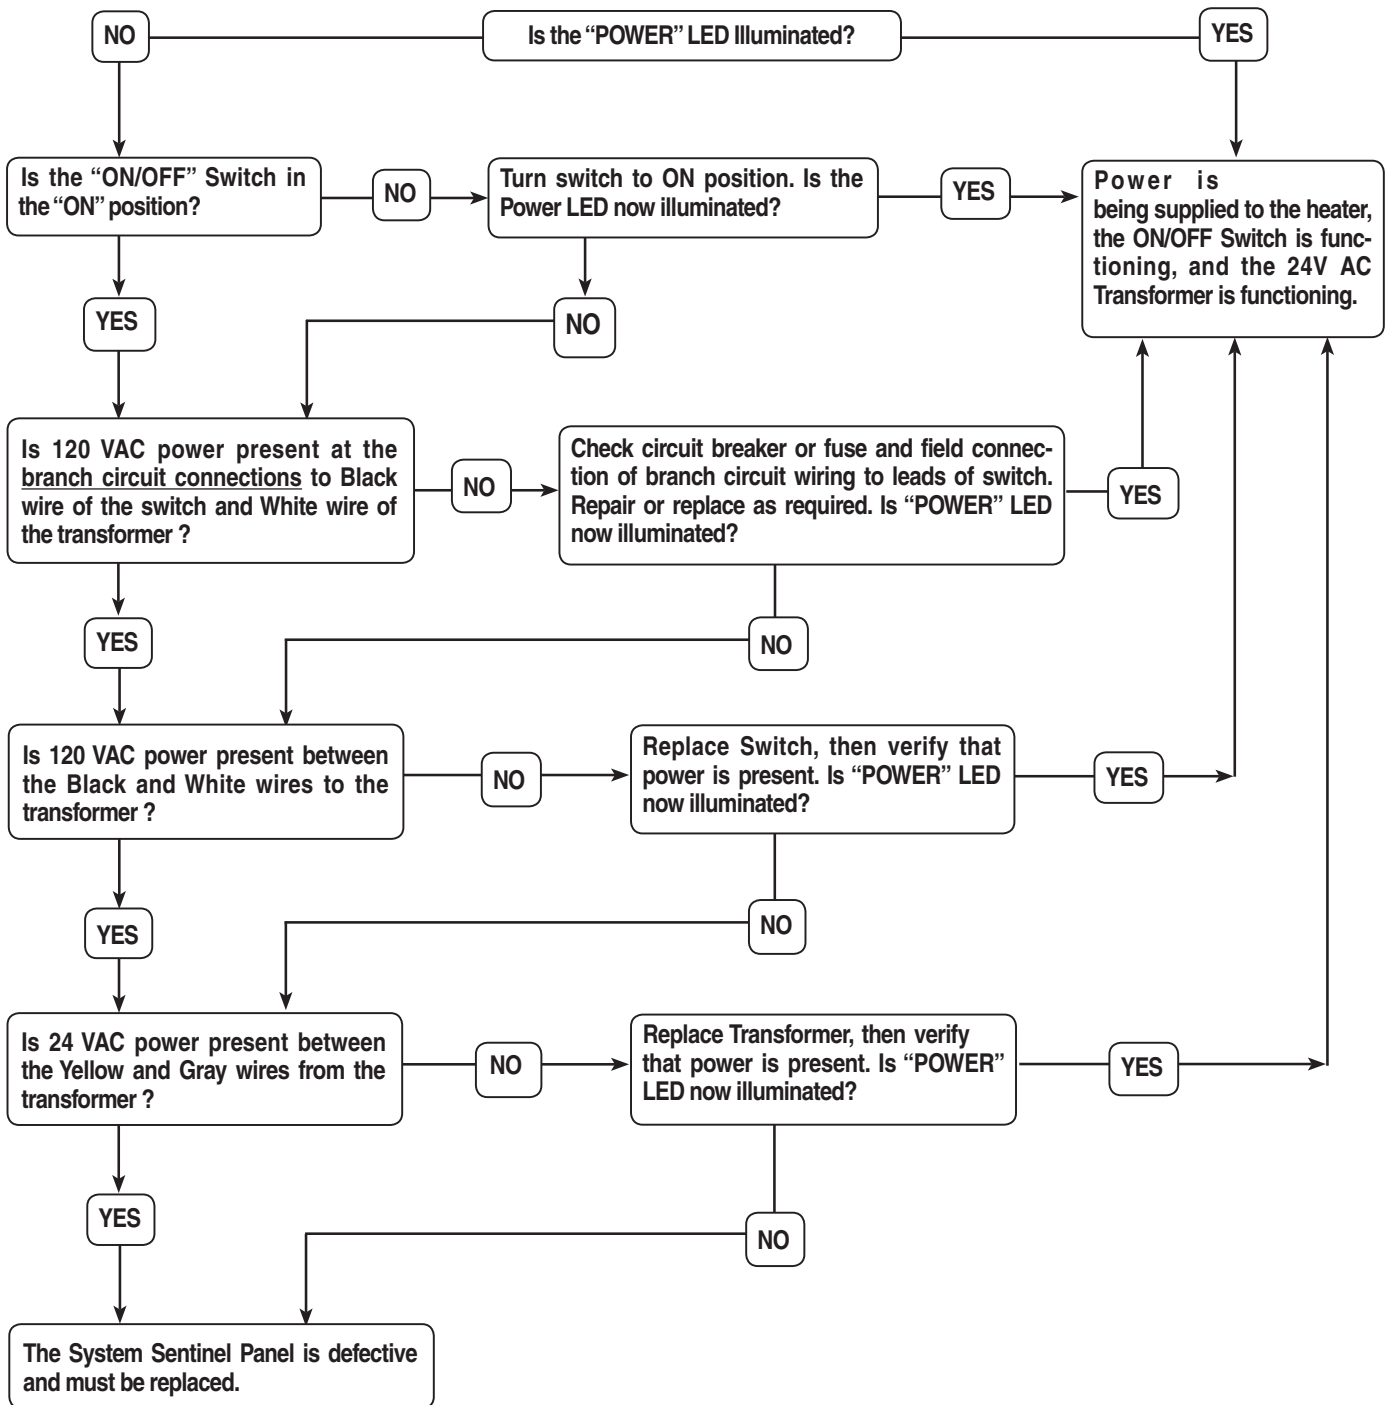 NO
Is the “POWER” LED Illuminated?
YES
Is the “ON/OFF” Switch in
the “ON” position?
NO
Turn switch to ON position. Is the
Power LED now illuminated?
YES
Power is
being supplied to the heater,
the ON/OFF Switch is func-
tioning, and the 24V AC
Transformer is functioning.
YES
NO
Is 120 VAC power present at the
branch circuit connections to Black
wire of the switch and White wire of
the transformer ?
NO
Check circuit breaker or fuse and field connec-
tion of branch circuit wiring to leads of switch.
Repair or replace as required. Is “POWER” LED
now illuminated?
YES
YES
NO
Is 120 VAC power present between
the Black and White wires to the
transformer ?
NO
Replace Switch, then verify that
power is present. Is “POWER” LED
now illuminated?
YES
YES
NO
Is 24 VAC power present between
the Yellow and Gray wires from the
transformer ?
NO
Replace Transformer, then verify
that power is present. Is “POWER”
LED now illuminated?
YES
YES
NO
The System Sentinel Panel is defective
and must be replaced.